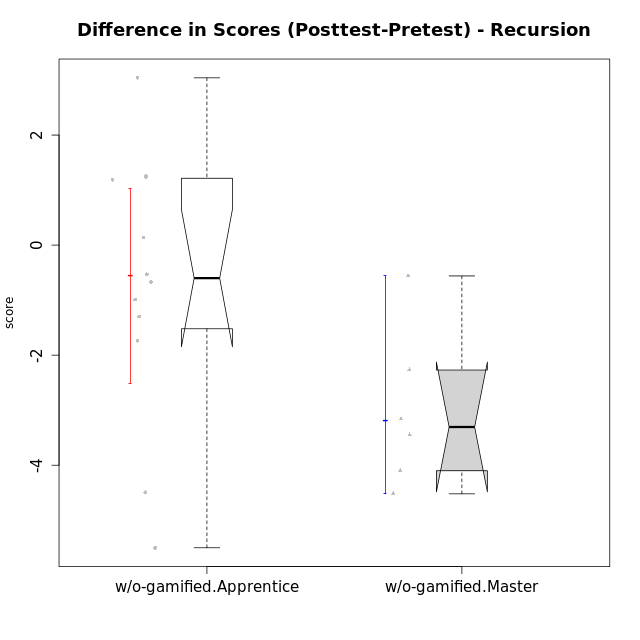 Difference in Scores (Posttest-Pretest) - Recursion
score
2
0
-2
-4
w/o-gamified.Apprentice
w/o-gamified.Master